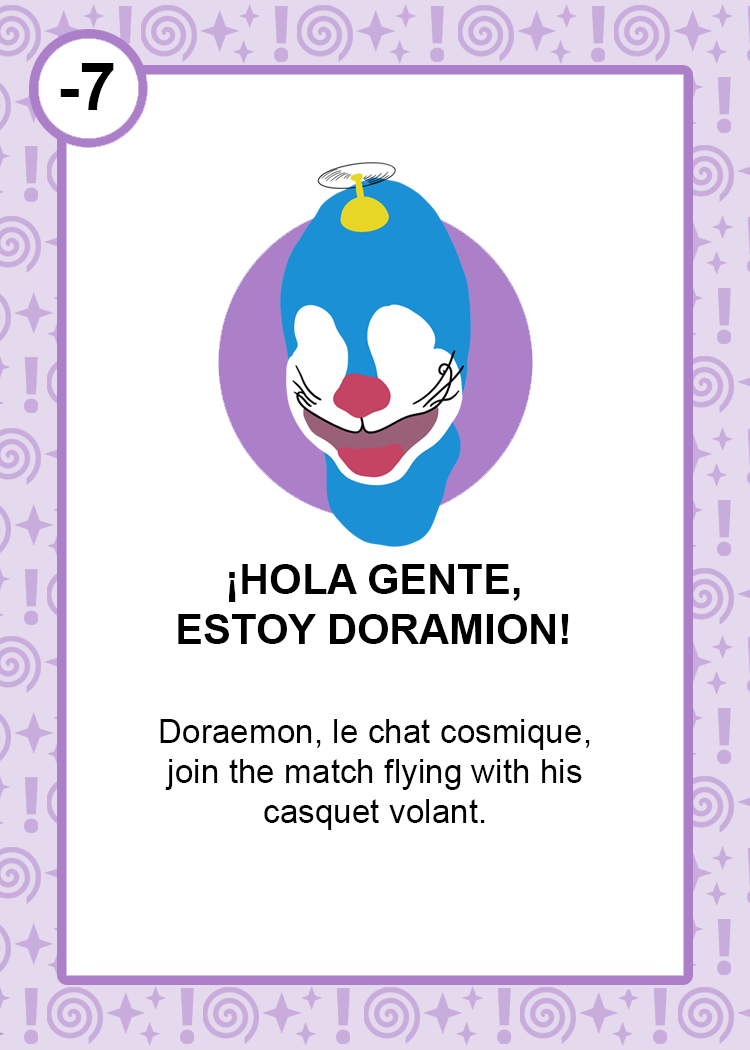 -7
¡HOLA GENTE,
ESTOY DORAMION!
Doraemon, le chat cosmique,
join the match flying with his
casquet volant.